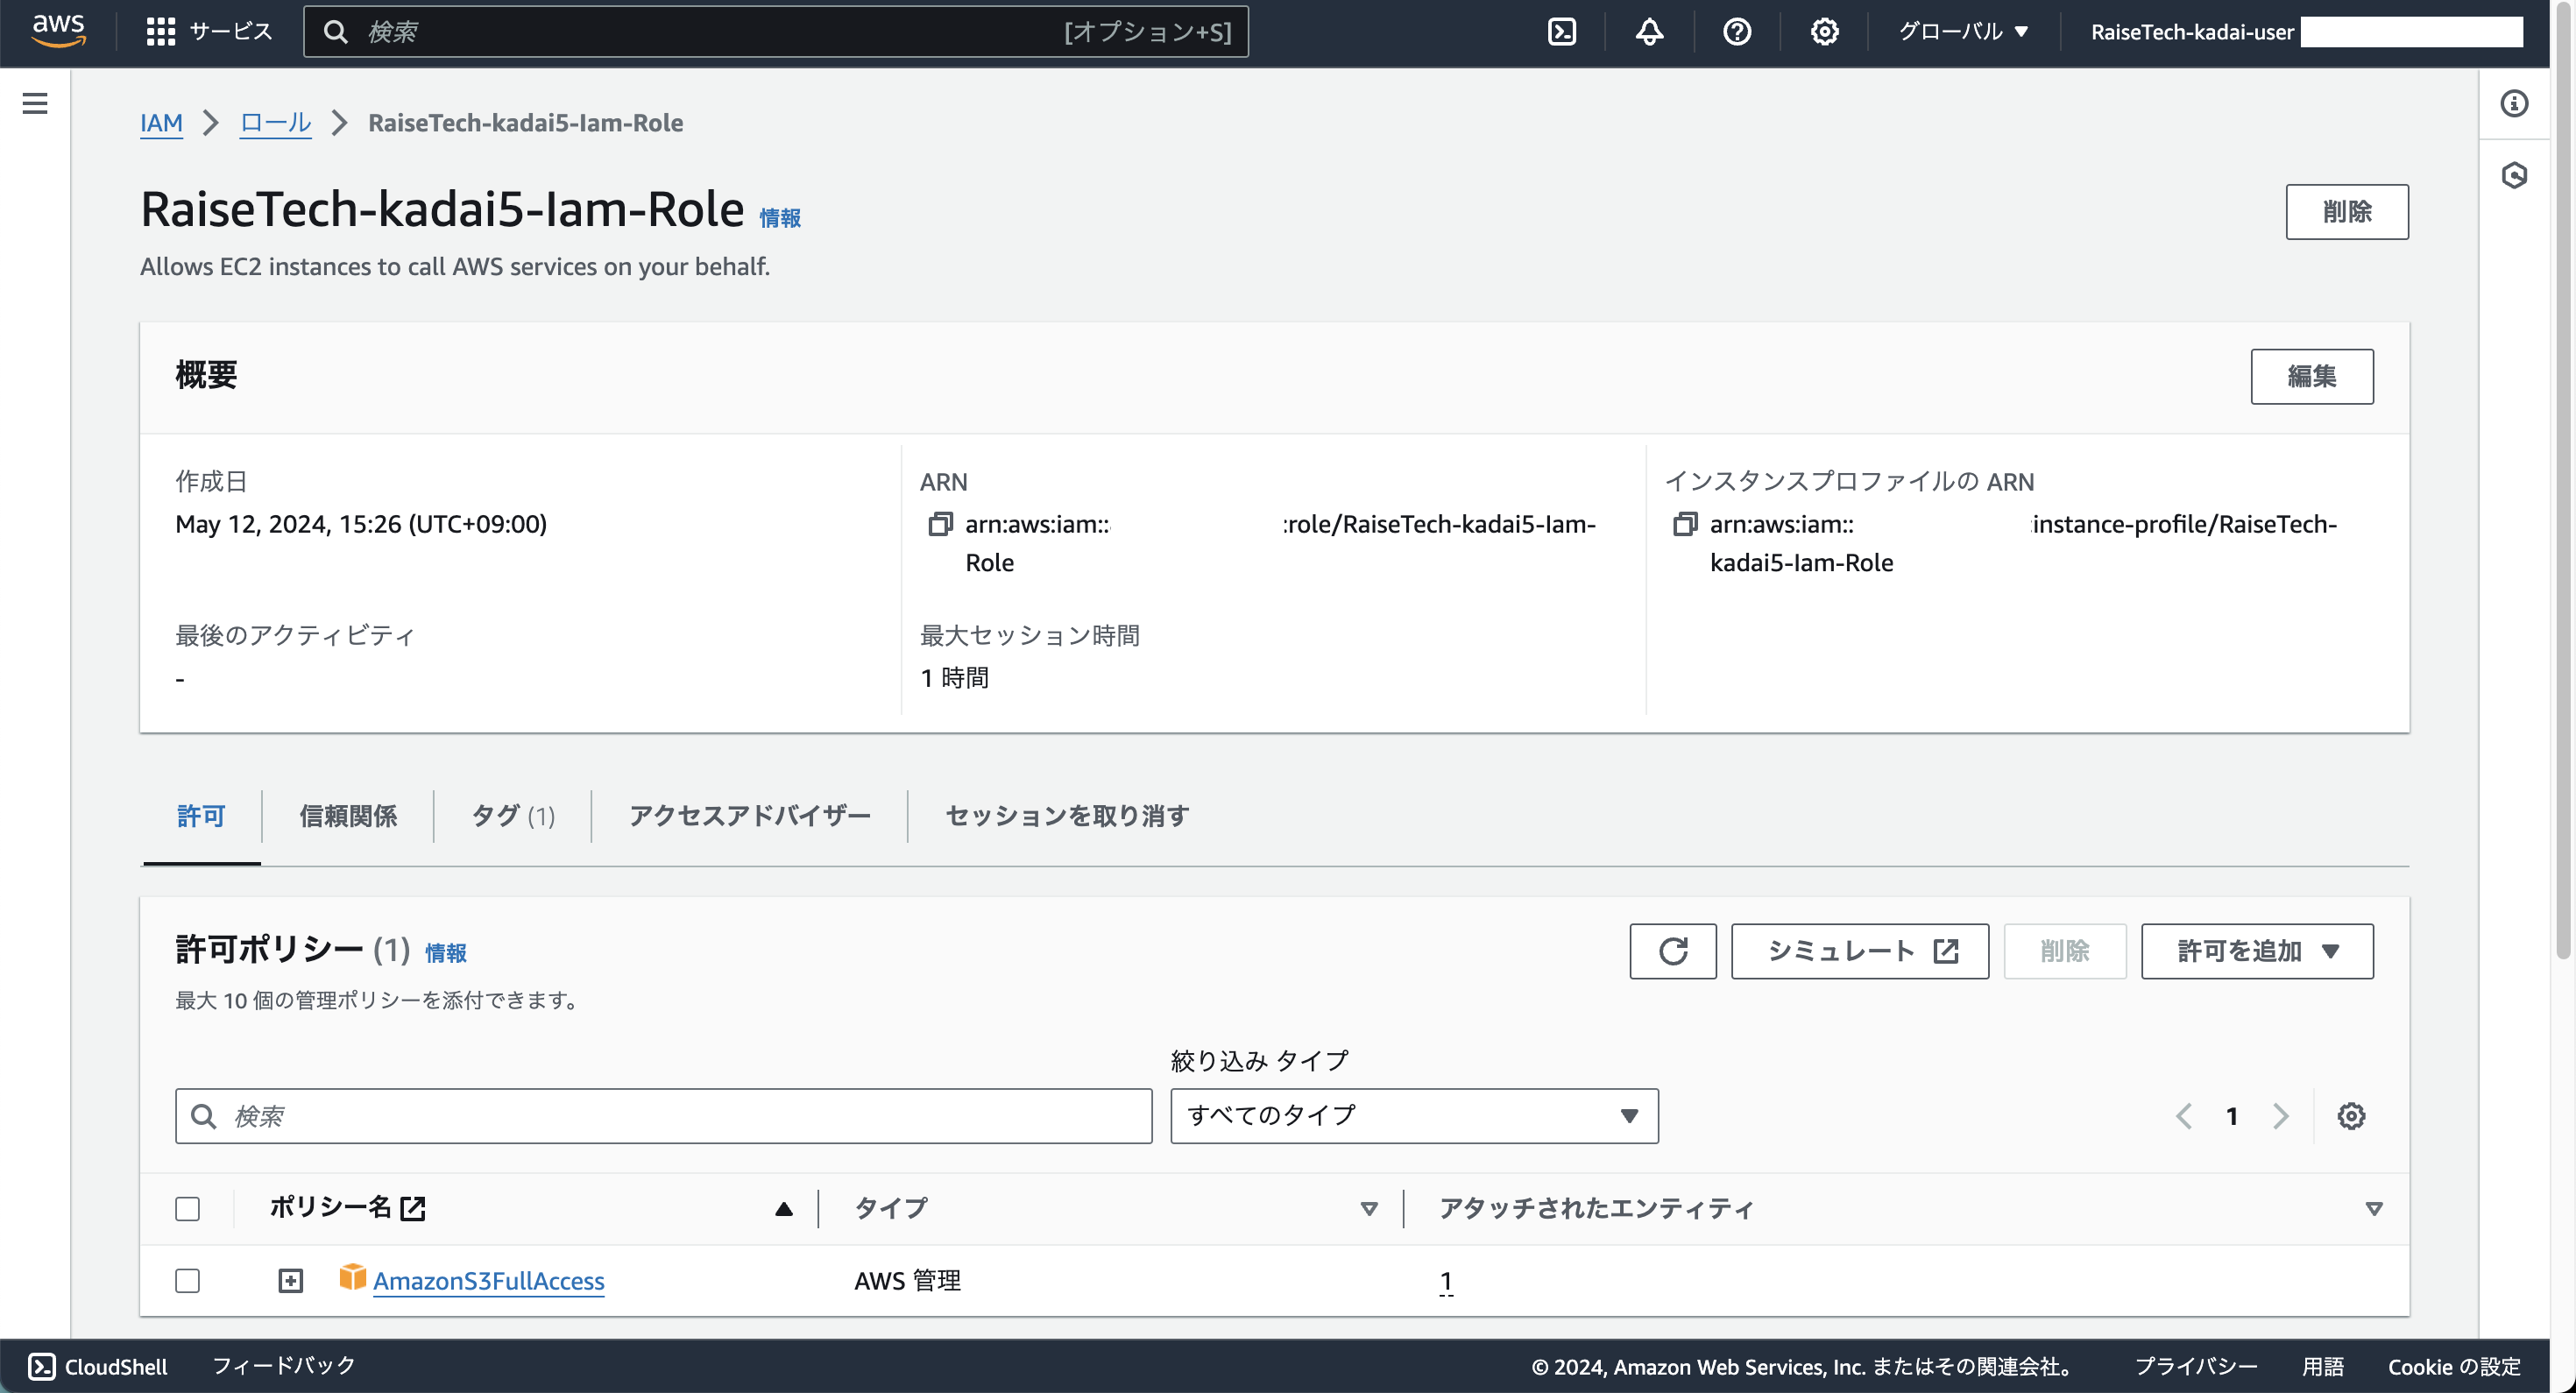 aws
サービス
検索
[オプション+S]
グローバル
RaiseTech-kadai-user
IAM
ロール
RaiseTech-kadai5-Iam-Role
RaiseTech-kadai5-Iam-Role 情報
Allows EC2 instances to call AWS services on your behalf.
削除
概要
編集
作成日
May 12, 2024, 15:26 (UTC+09:00)
ARN
arn:aws:iam:: :role/RaiseTech-kadai5-Iam-
Role
インスタンスプロファイルの ARN
arn:aws:iam:: :instance-profile/RaiseTech-
kadai5-Iam-Role
最後のアクティビティ
-
最大セッション時間
1 時間
許可
信頼関係
タグ (1)
アクセスアドバイザー
セッションを取り消す
許可ポリシー (1) 情報
最大 10 個の管理ポリシーを添付できます。
シミュレート
削除
許可を追加
絞り込み タイプ
検索
すべてのタイプ
1
ポリシー名
タイプ
アタッチされたエンティティ
AmazonS3FullAccess
AWS 管理
1
CloudShell
フィードバック
© 2024, Amazon Web Services, Inc. またはその関連会社。
プライバシー
用語
Cookie の設定